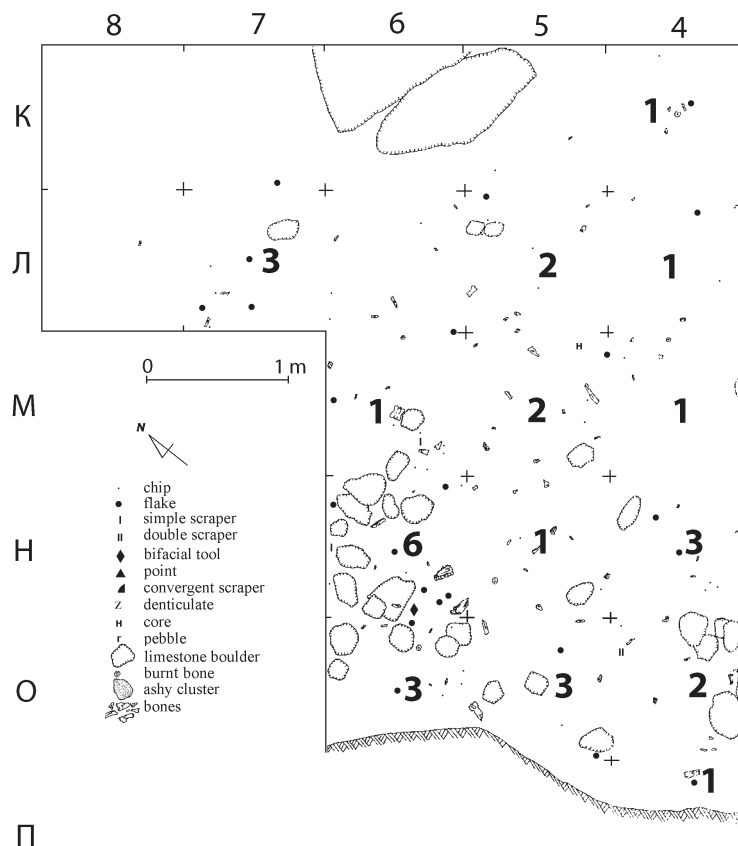 8 7 6 5 4
К 1
Л 3 2 1
0 1 m
М 1 2 1
N
chip
flake
simple scraper
double scraper
bifacial tool
point
convergent scraper
denticulate
core
pebble
limestone boulder
burnt bone
ashy cluster
bones
Н 6 1 3
О 3 3 2
1
П